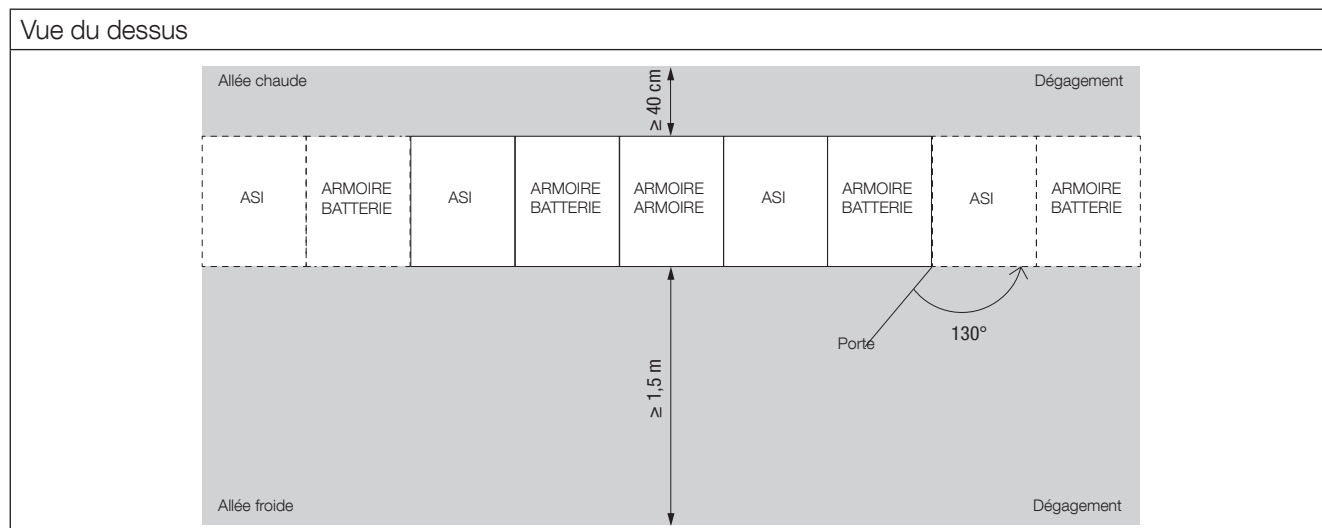 Vue du dessus
Allée chaude
≥ 40 cm
Dégagement
ASI
ARMOIRE
BATTERIE
ASI
ARMOIRE
BATTERIE
ARMOIRE
ARMOIRE
ASI
ARMOIRE
BATTERIE
ASI
ARMOIRE
BATTERIE
Porte
130°
≥ 1,5 m
Allée froide
Dégagement